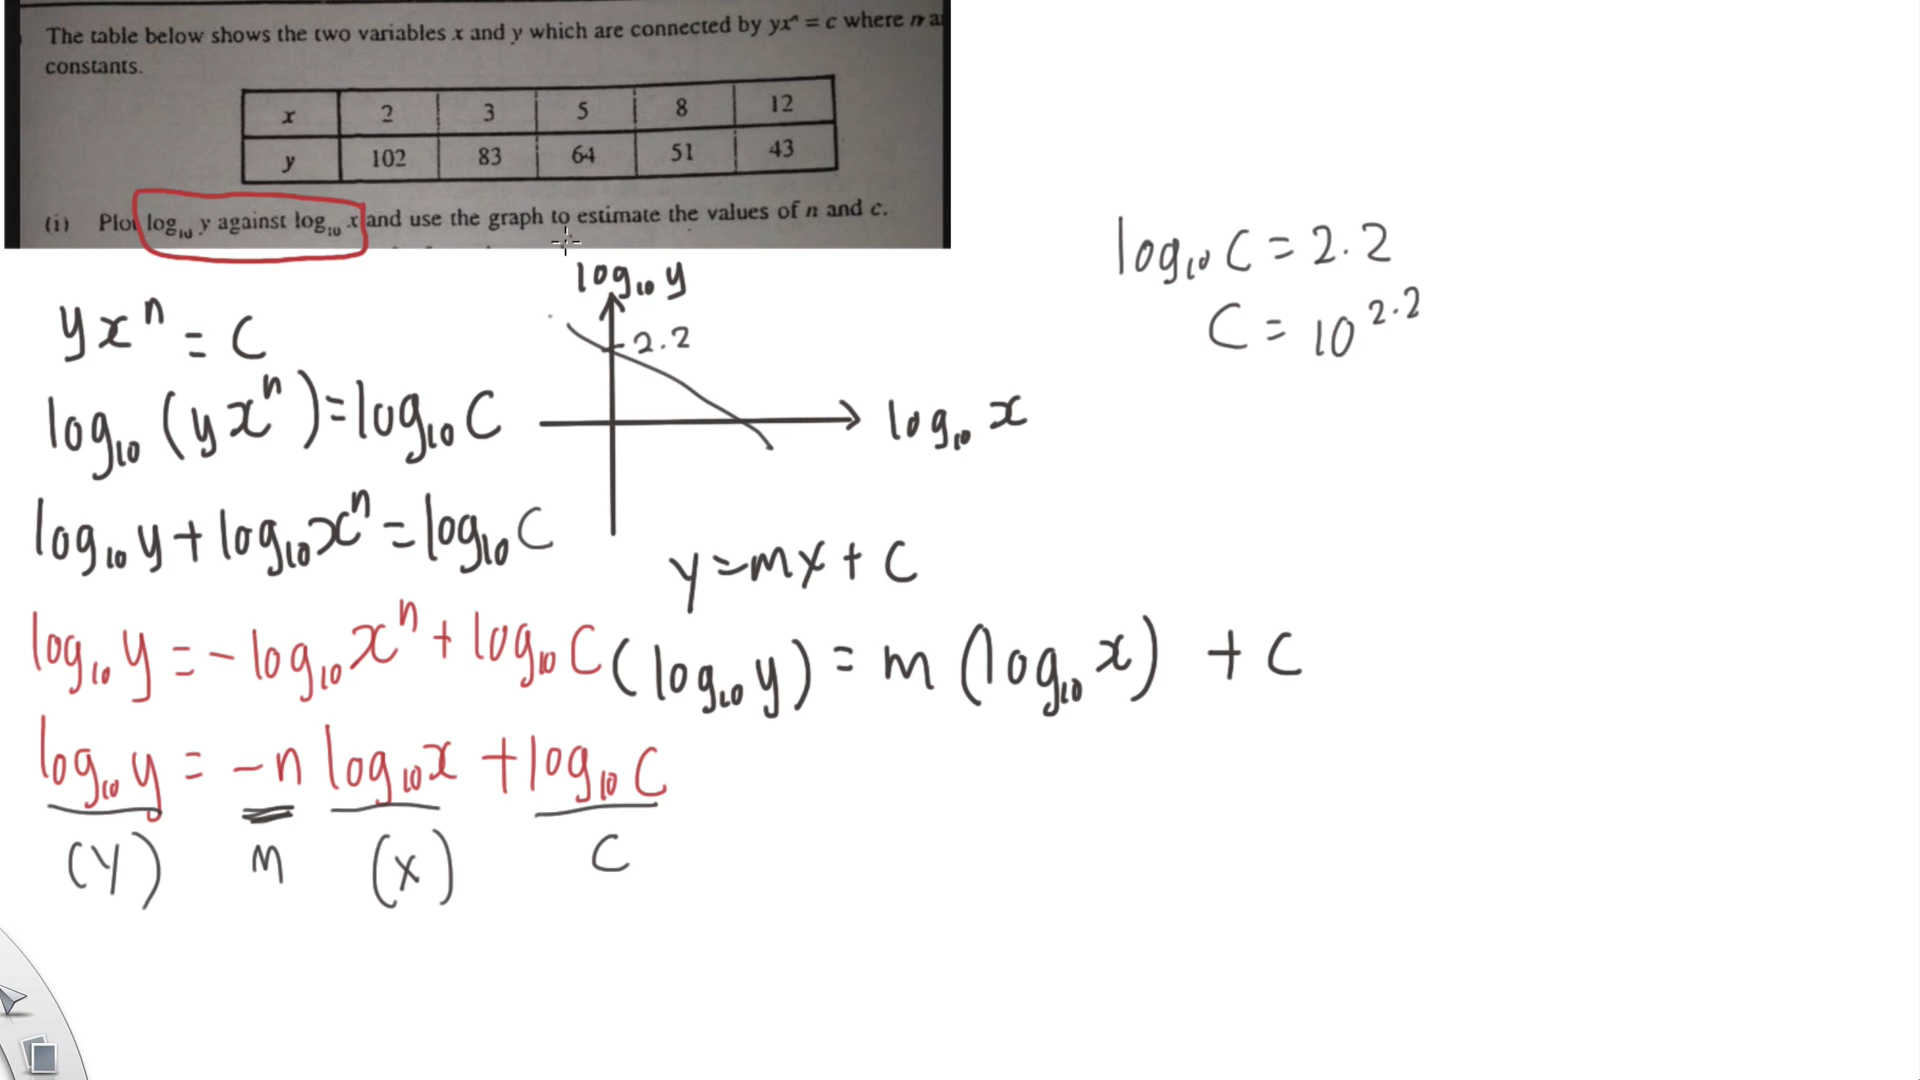 The table below shows the two variables x and y which are connected by yxⁿ = c where n a
constants.
x 2 3 5 8 12
y 102 83 64 51 43
(i) Plot log₁₀ y against log₁₀ x and use the graph to estimate the values of n and c.
log₁₀ C = 2.2
C = 10^2.2
log₁₀ y
2.2
log₁₀ x
yxⁿ = C
log₁₀ (yxⁿ) = log₁₀ C
log₁₀ y + log₁₀ xⁿ = log₁₀ C
y = mx + C
log₁₀ y = - log₁₀ xⁿ + log₁₀ C
(log₁₀ y) = m (log₁₀ x) + C
log₁₀ y = -n log₁₀ x + log₁₀ C
(Y) m (X) C